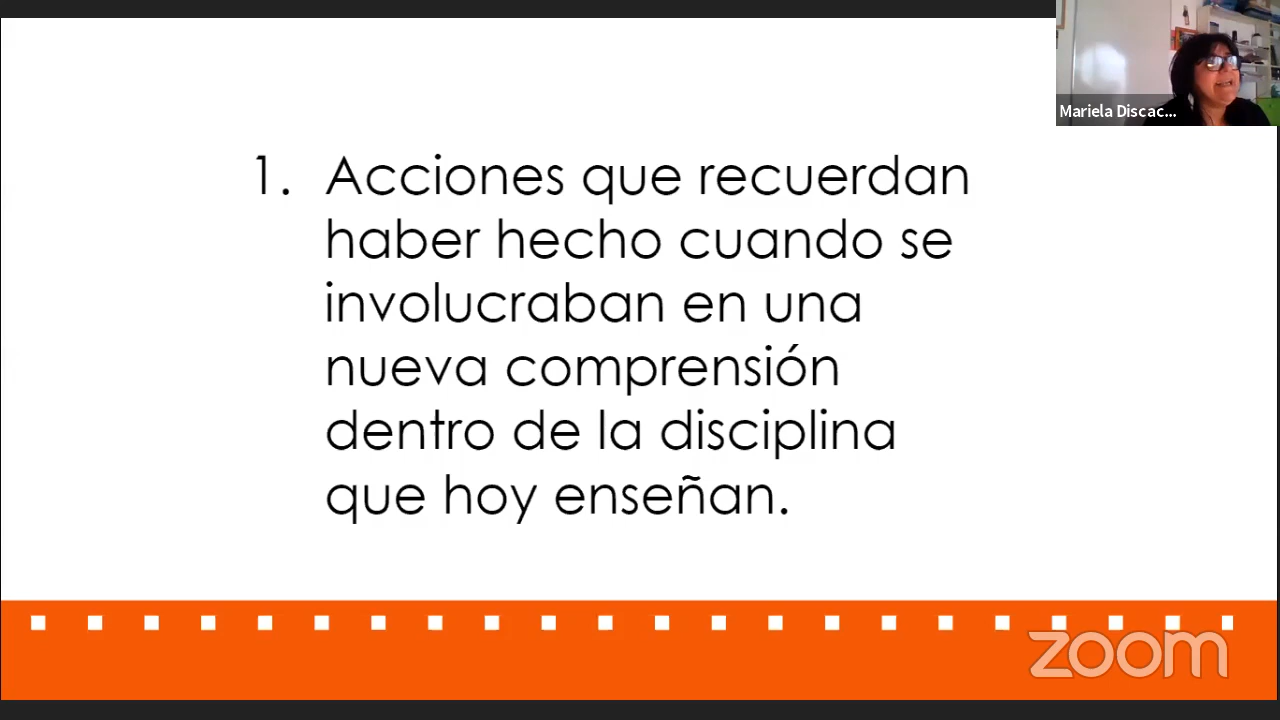 Mariela Discac...
1. Acciones que recuerdan
haber hecho cuando se
involucraban en una
nueva comprensión
dentro de la disciplina
que hoy enseñan.
zoom